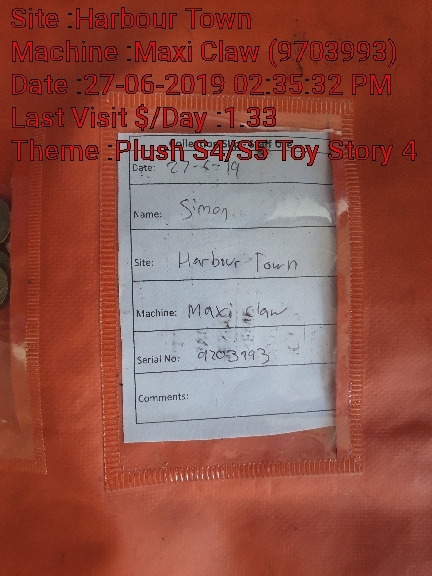 Site :Harbour Town
Machine :Maxi Claw (9703993)
Date :27-06-2019 02:35:32 PM
Last Visit $/Day :1.33
Theme :Plush S4/S5 Toy Story 4
Date: 27-6-19
Name: Simon
Site: Harbour Town
Machine: Maxi claw
Serial No: 9703993
Comments: